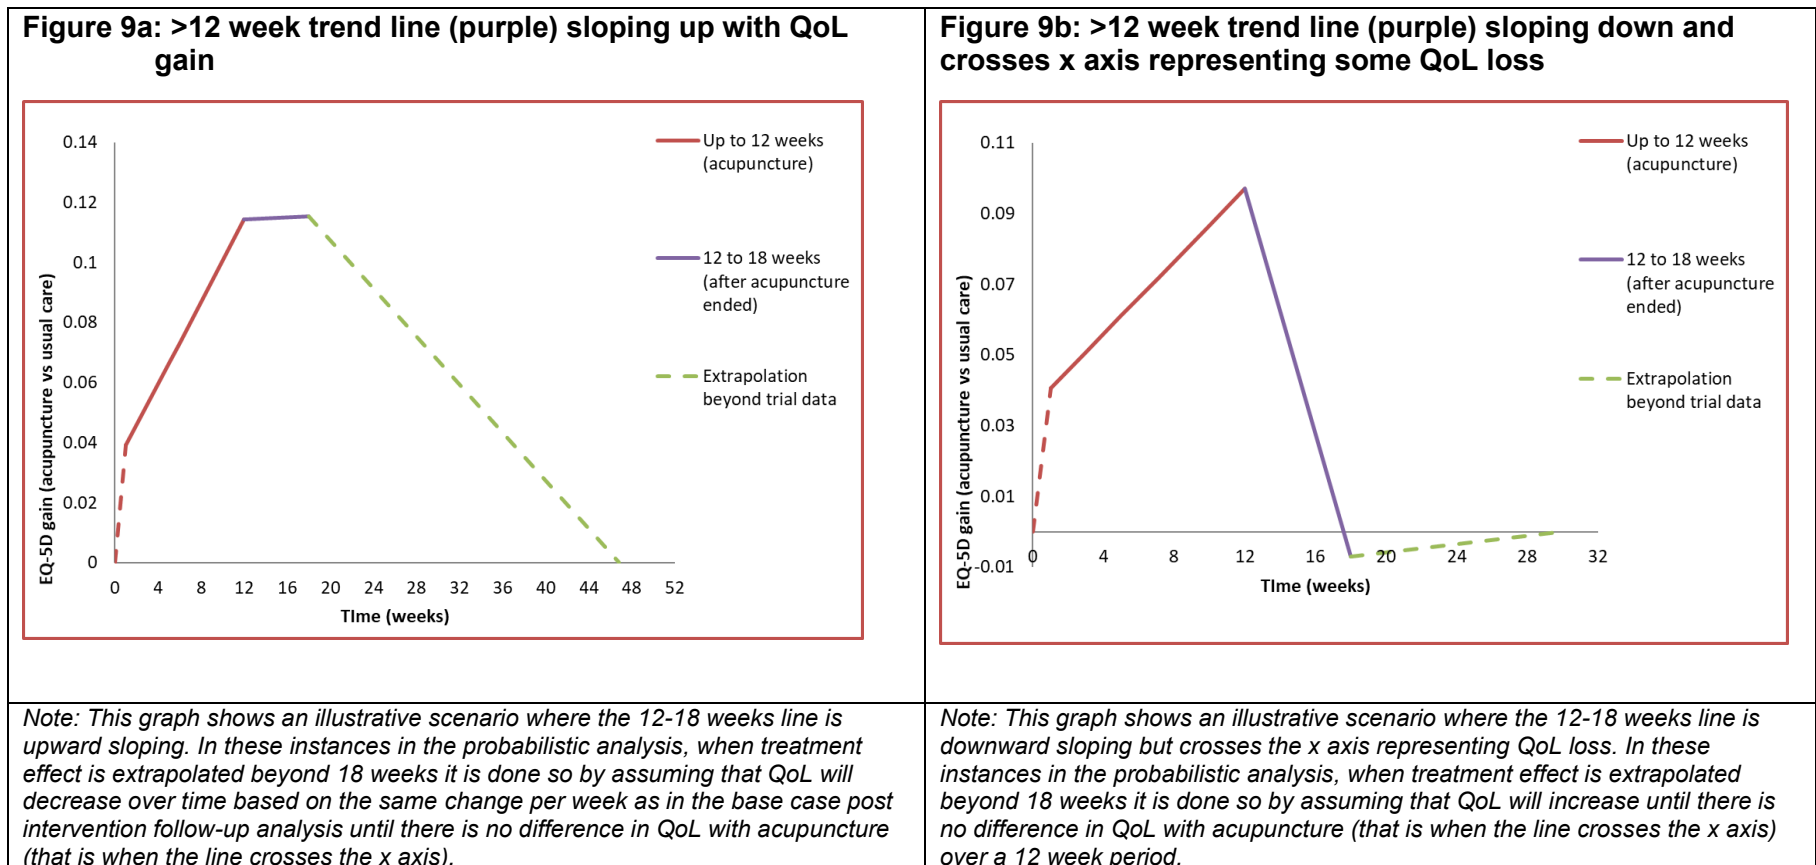 Figure 9a: >12 week trend line (purple) sloping up with QoL
gain
0.14
0.12
0.1
0.08
0.06
0.04
0.02
0
EQ-5D gain (acupuncture vs usual care)
0 4 8 12 16 20 24 28 32 36 40 44 48 52
TIme (weeks)
Up to 12 weeks
(acupuncture)
12 to 18 weeks
(after acupuncture
ended)
Extrapolation
beyond trial data
Note: This graph shows an illustrative scenario where the 12-18 weeks line is
upward sloping. In these instances in the probabilistic analysis, when treatment
effect is extrapolated beyond 18 weeks it is done so by assuming that QoL will
decrease over time based on the same change per week as in the base case post
intervention follow-up analysis until there is no difference in QoL with acupuncture
(that is when the line crosses the x axis).
Figure 9b: >12 week trend line (purple) sloping down and
crosses x axis representing some QoL loss
0.11
0.09
0.07
0.05
0.03
0.01
-0.01
EQ-5D gain (acupuncture vs usual care)
0 4 8 12 16 20 24 28 32
TIme (weeks)
Up to 12 weeks
(acupuncture)
12 to 18 weeks
(after acupuncture
ended)
Extrapolation
beyond trial data
Note: This graph shows an illustrative scenario where the 12-18 weeks line is
downward sloping but crosses the x axis representing QoL loss. In these
instances in the probabilistic analysis, when treatment effect is extrapolated
beyond 18 weeks it is done so by assuming that QoL will increase until there is
no difference in QoL with acupuncture (that is when the line crosses the x axis)
over a 12 week period.